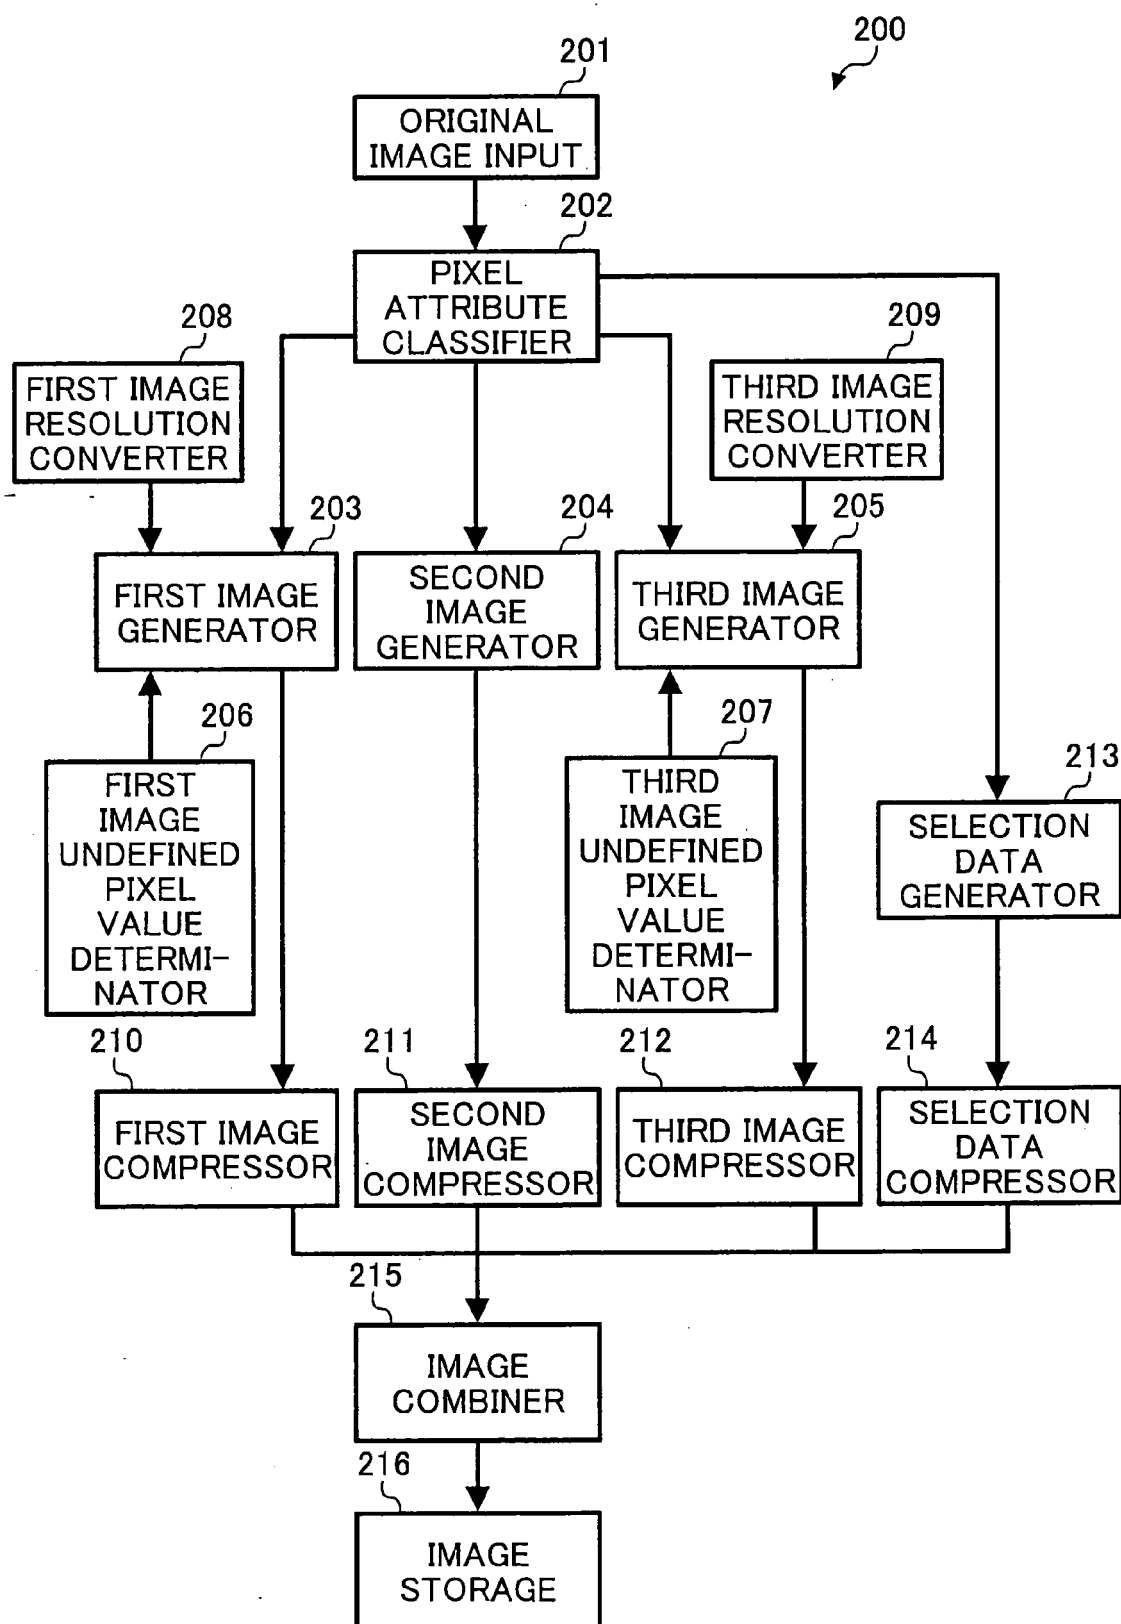 200
201
ORIGINAL
IMAGE INPUT
202
PIXEL
ATTRIBUTE
CLASSIFIER
208
FIRST IMAGE
RESOLUTION
CONVERTER
209
THIRD IMAGE
RESOLUTION
CONVERTER
203
FIRST IMAGE
GENERATOR
204
SECOND
IMAGE
GENERATOR
205
THIRD IMAGE
GENERATOR
206
FIRST
IMAGE
UNDEFINED
PIXEL
VALUE
DETERMI-
NATOR
207
THIRD
IMAGE
UNDEFINED
PIXEL
VALUE
DETERMI-
NATOR
213
SELECTION
DATA
GENERATOR
210
FIRST IMAGE
COMPRESSOR
211
SECOND
IMAGE
COMPRESSOR
212
THIRD IMAGE
COMPRESSOR
214
SELECTION
DATA
COMPRESSOR
215
IMAGE
COMBINER
216
IMAGE
STORAGE